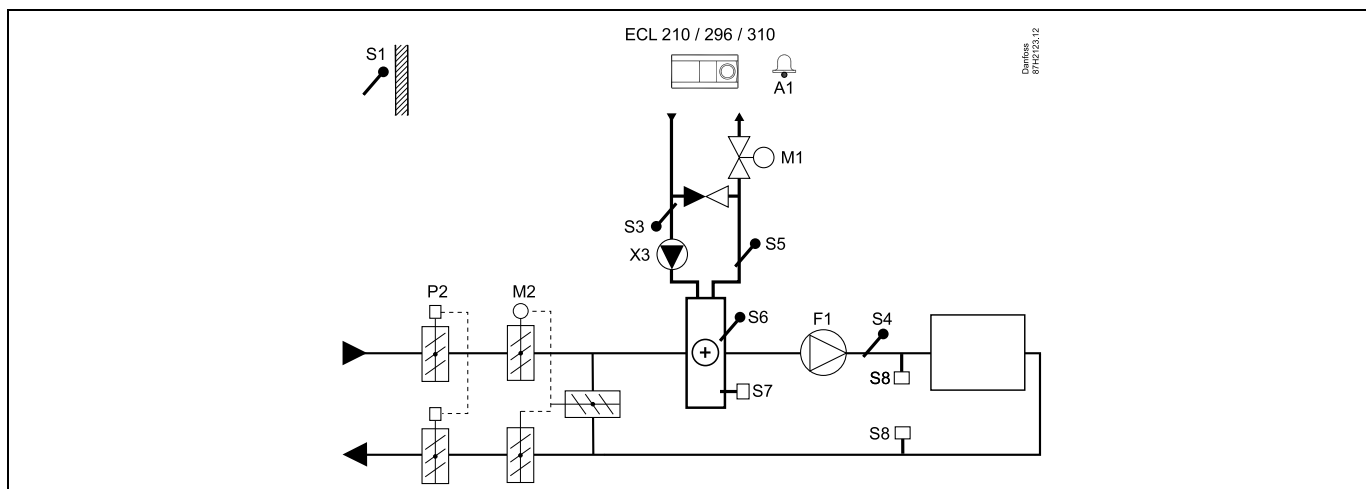 ECL 210 / 296 / 310
Danfoss
87H2123.12
S1
A1
M1
S3
S5
X3
P2
M2
S6
F1
S4
S8
S7
S8